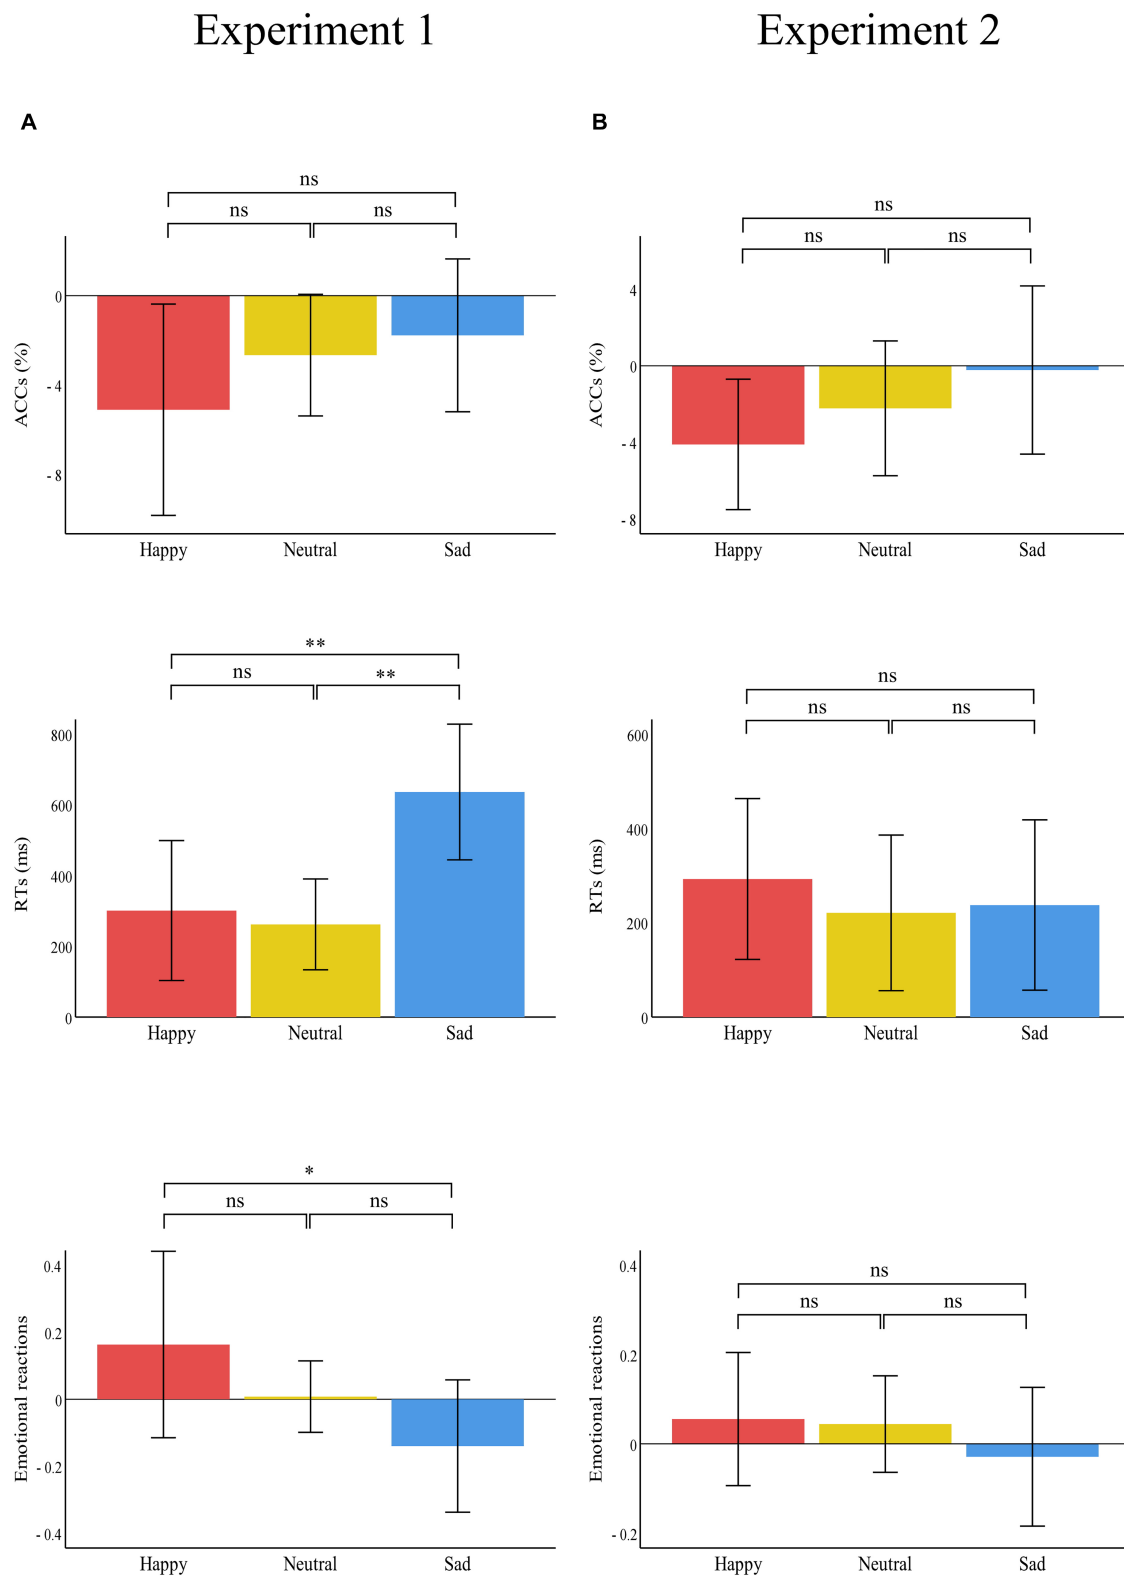 Experiment 1
Experiment 2
A
ns
ns ns
0
- 4
- 8
ACCs (%)
Happy Neutral Sad
B
ns
ns ns
4
0
- 4
- 8
ACCs (%)
Happy Neutral Sad
**
ns **
800
600
400
200
0
RTs (ms)
Happy Neutral Sad
ns
ns ns
600
400
200
0
RTs (ms)
Happy Neutral Sad
*
ns ns
0.4
0.2
0
- 0.2
- 0.4
Emotional reactions
Happy Neutral Sad
ns
ns ns
0.4
0.2
0
- 0.2
Emotional reactions
Happy Neutral Sad